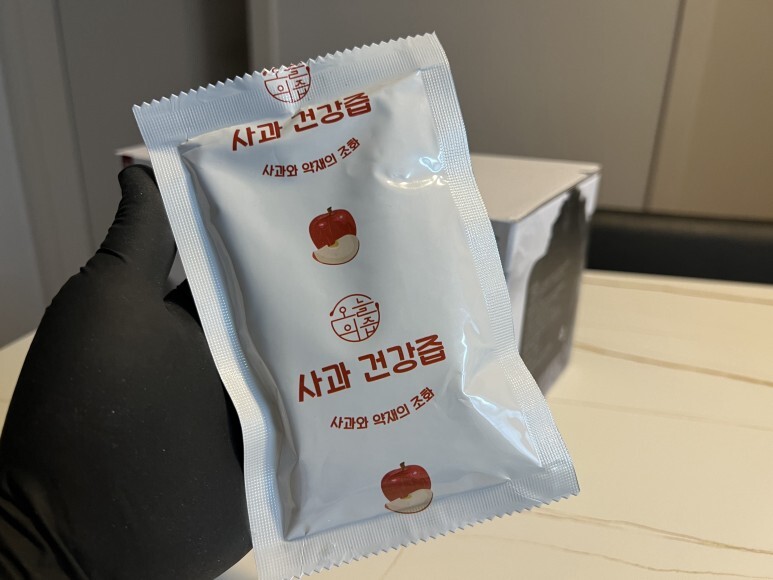 오늘
의즙
사과 건강즙
사과와 약재의 조화
오늘
의즙
사과 건강즙
사과와 약재의 조화